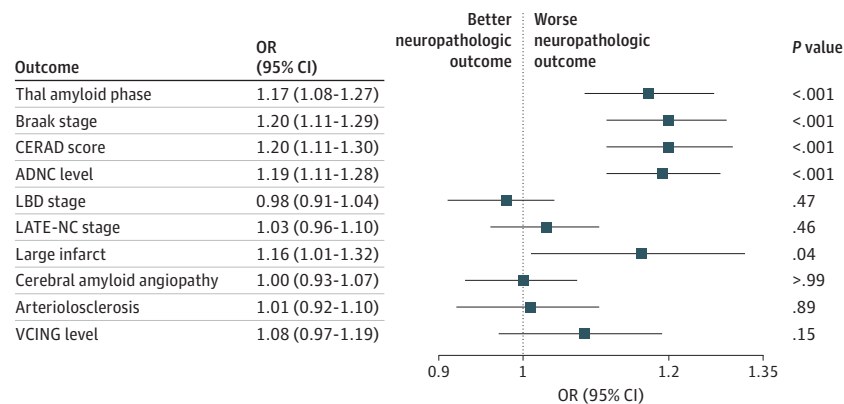 Better
neuropathologic
outcome
Worse
neuropathologic
outcome
Outcome OR (95% CI) P value
Thal amyloid phase 1.17 (1.08-1.27) <.001
Braak stage 1.20 (1.11-1.29) <.001
CERAD score 1.20 (1.11-1.30) <.001
ADNC level 1.19 (1.11-1.28) <.001
LBD stage 0.98 (0.91-1.04) .47
LATE-NC stage 1.03 (0.96-1.10) .46
Large infarct 1.16 (1.01-1.32) .04
Cerebral amyloid angiopathy 1.00 (0.93-1.07) >.99
Arteriolosclerosis 1.01 (0.92-1.10) .89
VCING level 1.08 (0.97-1.19) .15
0.9 1 1.2 1.35
OR (95% CI)